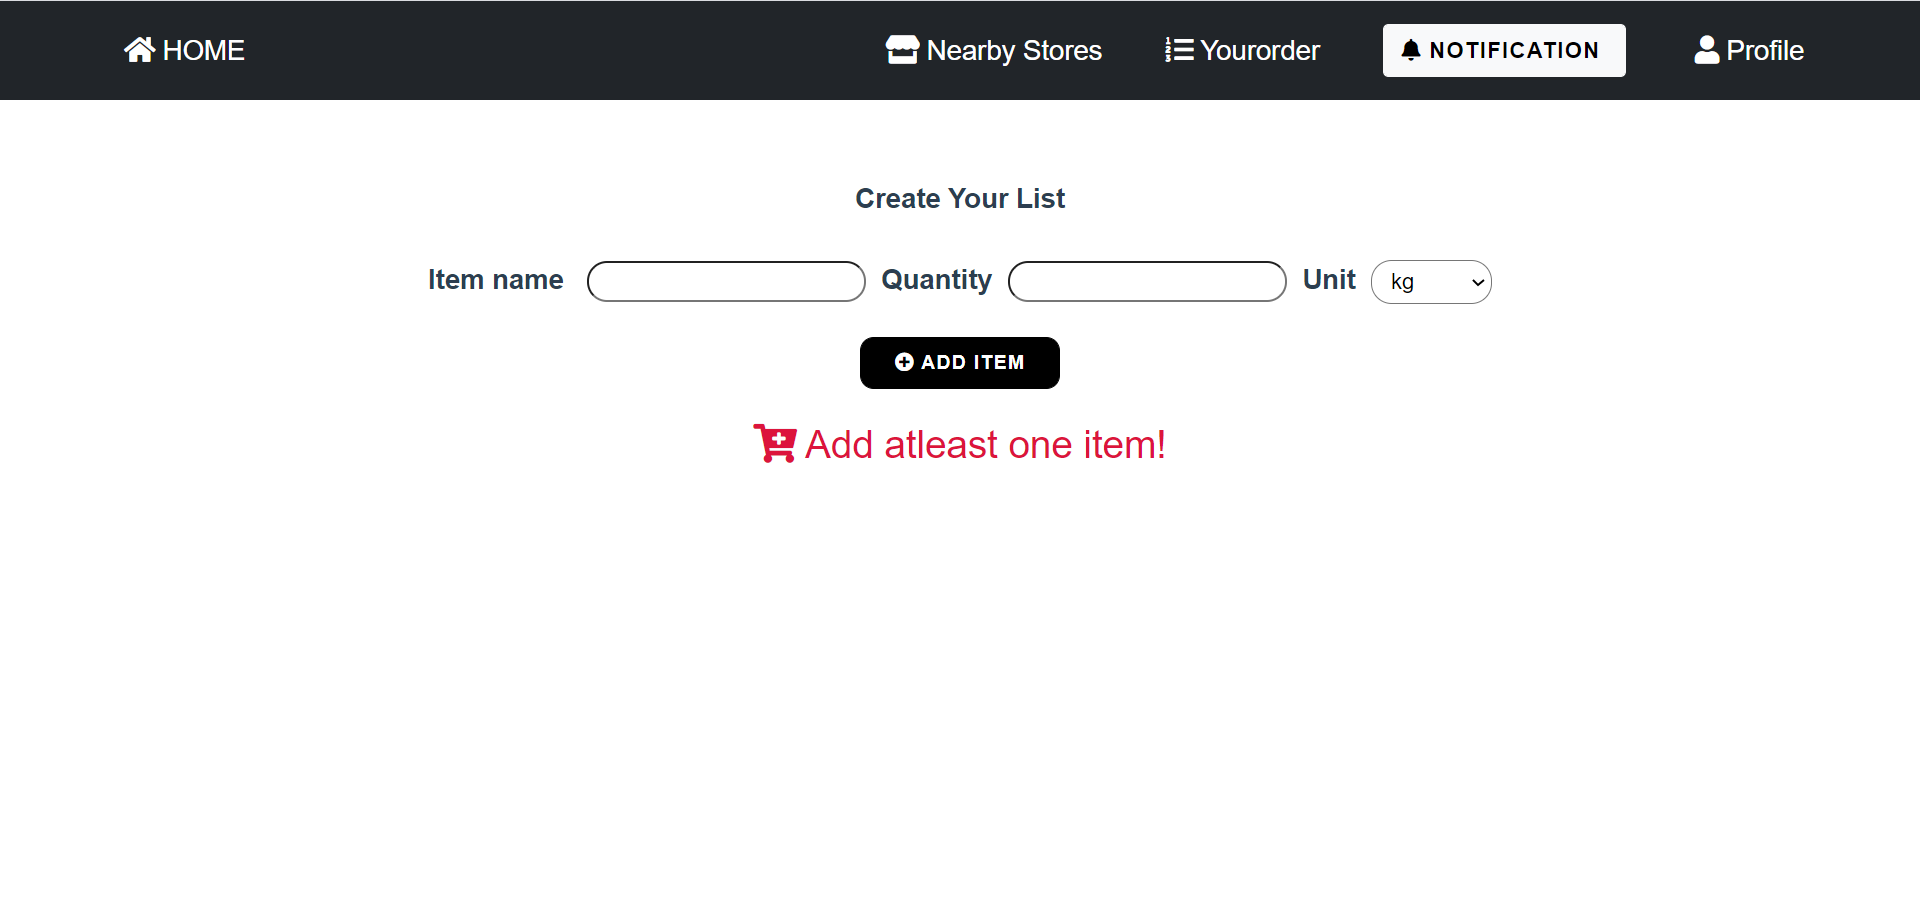 HOME Nearby Stores Yourorder NOTIFICATION Profile
Create Your List
Item name Quantity Unit kg
ADD ITEM
Add atleast one item!